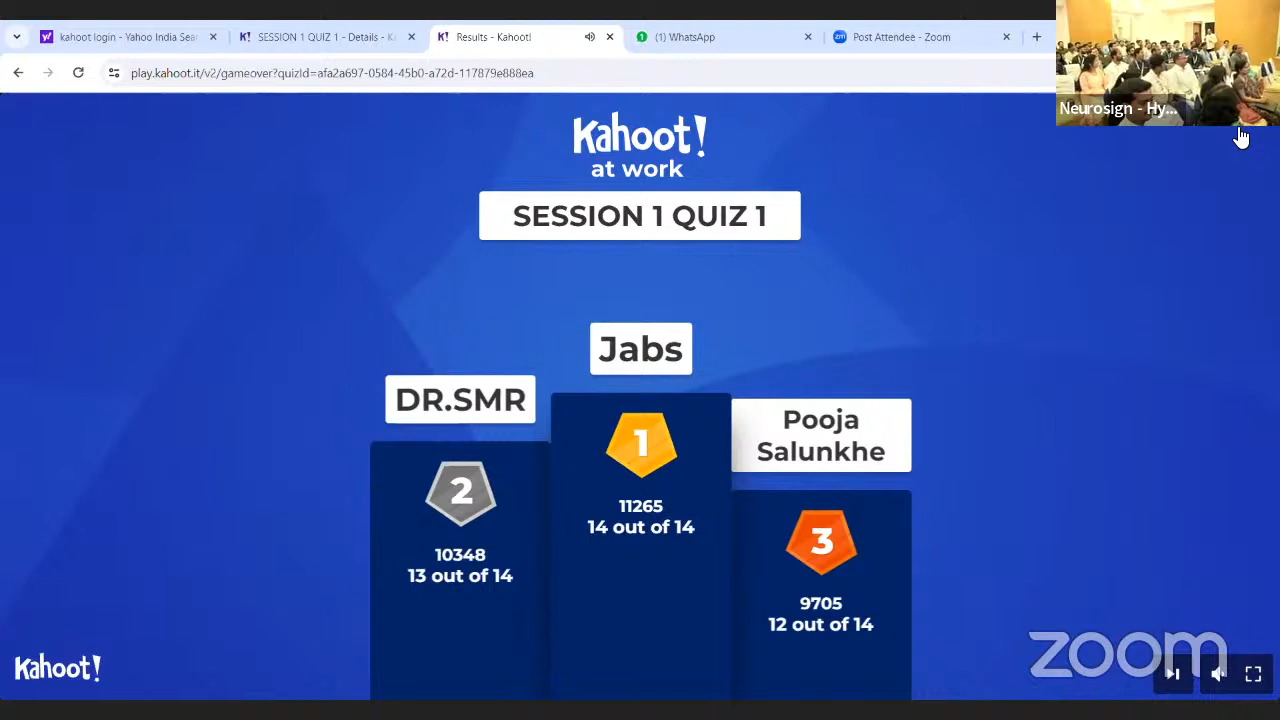 kahoot login - Yahoo India Sear
SESSION 1 QUIZ 1 - Details - K
Results - Kahoot!
(1) WhatsApp
Post Attendee - Zoom
play.kahoot.it/v2/gameover?quizId=afa2a697-0584-45b0-a72d-117879e888ea
Neurosign - Hy...
Kahoot!
at work
SESSION 1 QUIZ 1
Jabs
DR.SMR
Pooja
Salunkhe
1
11265
14 out of 14
2
10348
13 out of 14
3
9705
12 out of 14
Kahoot!
zoom